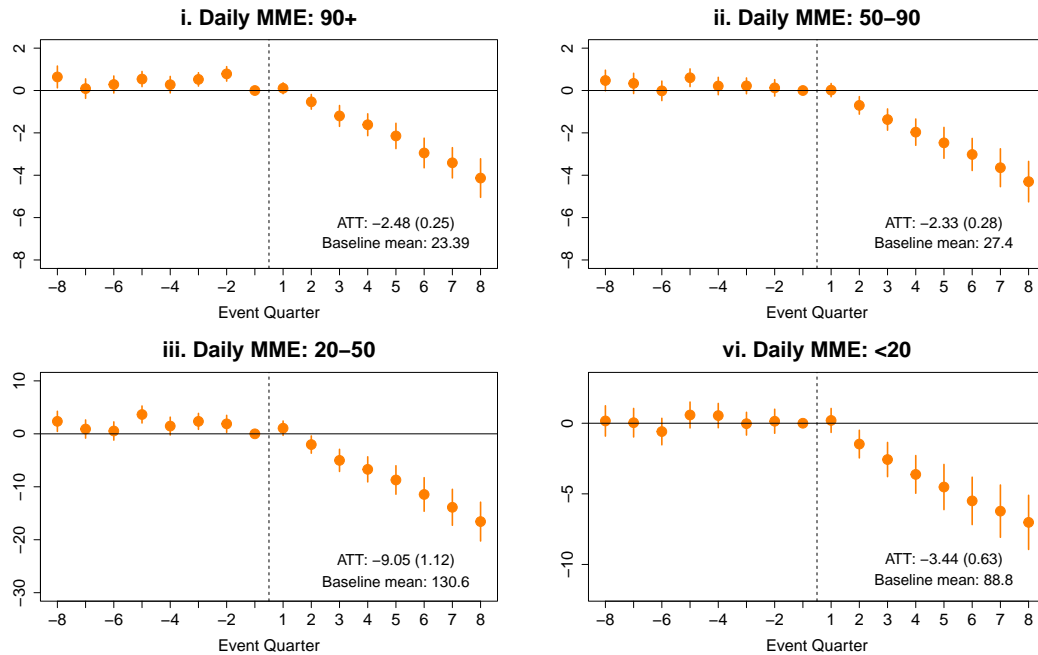 i. Daily MME: 90+
2
0
−2
−4
−6
−8
ATT: −2.48 (0.25)
Baseline mean: 23.39
−8 −6 −4 −2 1 2 3 4 5 6 7 8
Event Quarter
ii. Daily MME: 50−90
2
0
−2
−4
−6
−8
ATT: −2.33 (0.28)
Baseline mean: 27.4
−8 −6 −4 −2 1 2 3 4 5 6 7 8
Event Quarter
iii. Daily MME: 20−50
10
0
−10
−20
−30
ATT: −9.05 (1.12)
Baseline mean: 130.6
−8 −6 −4 −2 1 2 3 4 5 6 7 8
Event Quarter
vi. Daily MME: <20
0
−5
−10
ATT: −3.44 (0.63)
Baseline mean: 88.8
−8 −6 −4 −2 1 2 3 4 5 6 7 8
Event Quarter